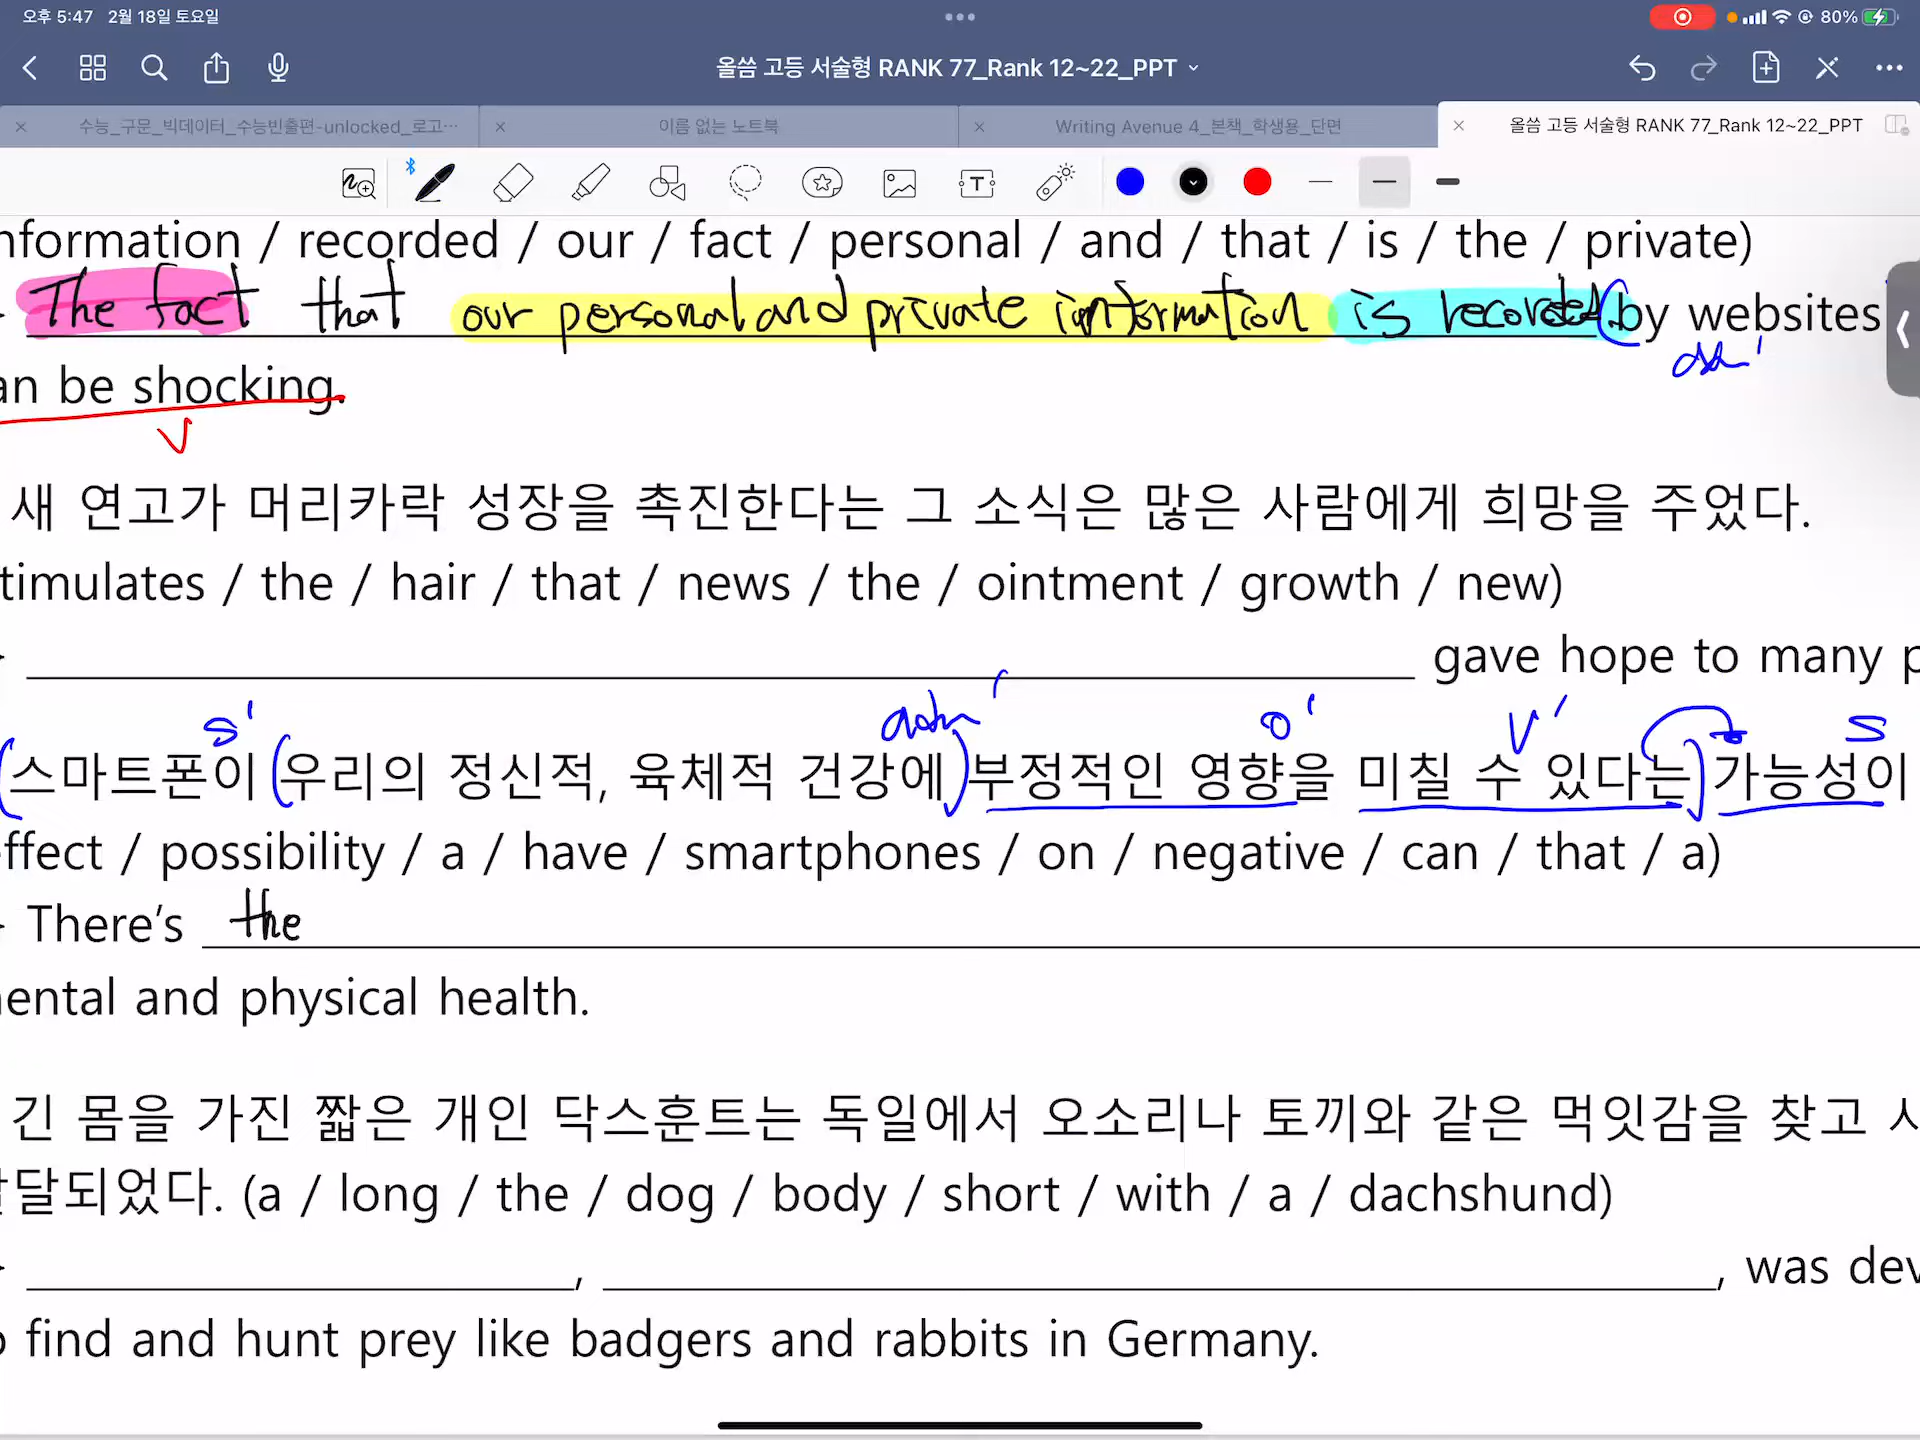 오후 5:47 2월 18일 토요일
80%
올씀 고등 서술형 RANK 77_Rank 12~22_PPT
수능_구문_빅데이터_수능빈출편-unlocked_로고…
이름 없는 노트북
Writing Avenue 4_본책_학생용_단면
올씀 고등 서술형 RANK 77_Rank 12~22_PPT
nformation / recorded / our / fact / personal / and / that / is / the / private)
The fact that our personal and private information is recorded (by websites
an be shocking.
V
새 연고가 머리카락 성장을 촉진한다는 그 소식은 많은 사람에게 희망을 주었다.
timulates / the / hair / that / news / the / ointment / growth / new)
gave hope to many p
s' o' v' s
(스마트폰이 (우리의 정신적, 육체적 건강에) 부정적인 영향을 미칠 수 있다는) 가능성이
ffect / possibility / a / have / smartphones / on / negative / can / that / a)
There's the
ental and physical health.
긴 몸을 가진 짧은 개인 닥스훈트는 독일에서 오소리나 토끼와 같은 먹잇감을 찾고 사
달되었다. (a / long / the / dog / body / short / with / a / dachshund)
, , was dev
o find and hunt prey like badgers and rabbits in Germany.